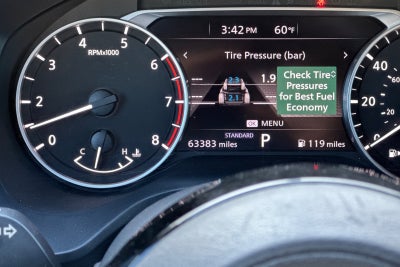 3:42 PM 60°F
RPMx1000
0 1 2 3 4 5 6 7 8
C H
Tire Pressure (bar)
1.9
2.1
Check Tire
Pressures
for Best Fuel
Economy
OK MENU
STANDARD P
63383 miles 119 miles
0 20 40